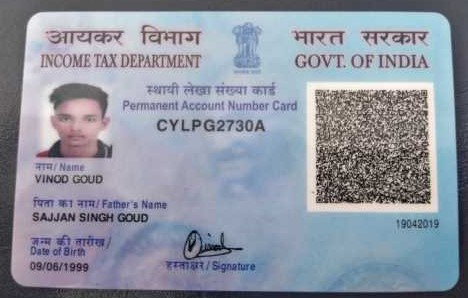 आयकर विभाग
INCOME TAX DEPARTMENT
भारत सरकार
GOVT. OF INDIA
स्थायी लेखा संख्या कार्ड
Permanent Account Number Card
CYLPG2730A
नाम/ Name
VINOD GOUD
पिता का नाम/ Father's Name
SAJJAN SINGH GOUD
जन्म की तारीख/
Date of Birth
09/06/1999
Vinod
हस्ताक्षर/ Signature
19042019